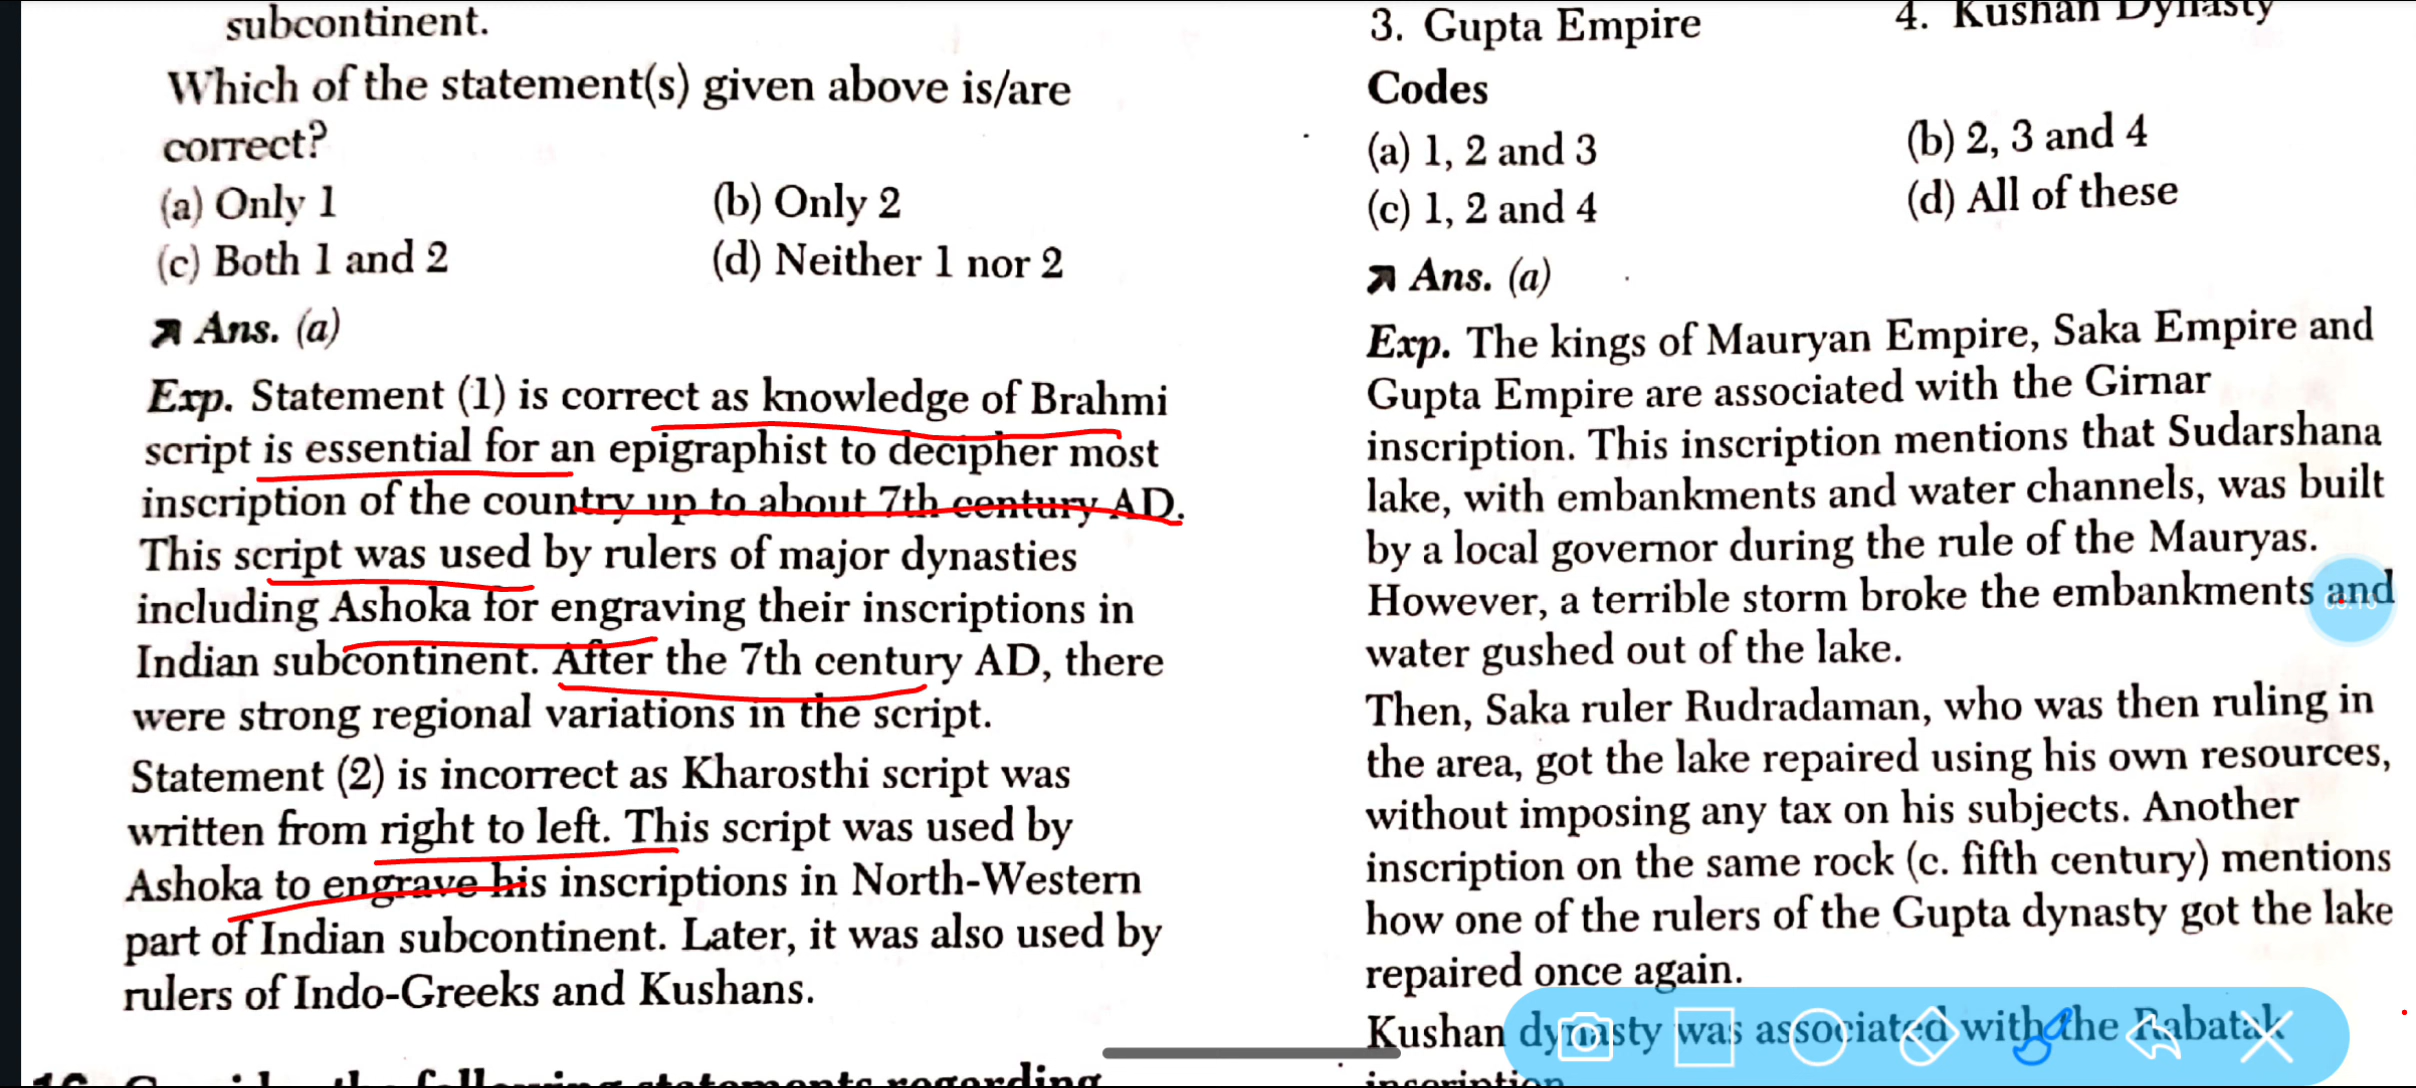 subcontinent.
Which of the statement(s) given above is/are
correct?
(a) Only 1
(b) Only 2
(c) Both 1 and 2
(d) Neither 1 nor 2
Ans. (a)
Exp. Statement (1) is correct as knowledge of Brahmi
script is essential for an epigraphist to decipher most
inscription of the country up to about 7th century AD.
This script was used by rulers of major dynasties
including Ashoka for engraving their inscriptions in
Indian subcontinent. After the 7th century AD, there
were strong regional variations in the script.
Statement (2) is incorrect as Kharosthi script was
written from right to left. This script was used by
Ashoka to engrave his inscriptions in North-Western
part of Indian subcontinent. Later, it was also used by
rulers of Indo-Greeks and Kushans.
the following statements regarding
3. Gupta Empire
4. Kushan Dynasty
Codes
(a) 1, 2 and 3
(b) 2, 3 and 4
(c) 1, 2 and 4
(d) All of these
Ans. (a)
Exp. The kings of Mauryan Empire, Saka Empire and
Gupta Empire are associated with the Girnar
inscription. This inscription mentions that Sudarshana
lake, with embankments and water channels, was built
by a local governor during the rule of the Mauryas.
However, a terrible storm broke the embankments and
water gushed out of the lake.
Then, Saka ruler Rudradaman, who was then ruling in
the area, got the lake repaired using his own resources,
without imposing any tax on his subjects. Another
inscription on the same rock (c. fifth century) mentions
how one of the rulers of the Gupta dynasty got the lake
repaired once again.
Kushan dynasty was associated with the Rabatak
inscription